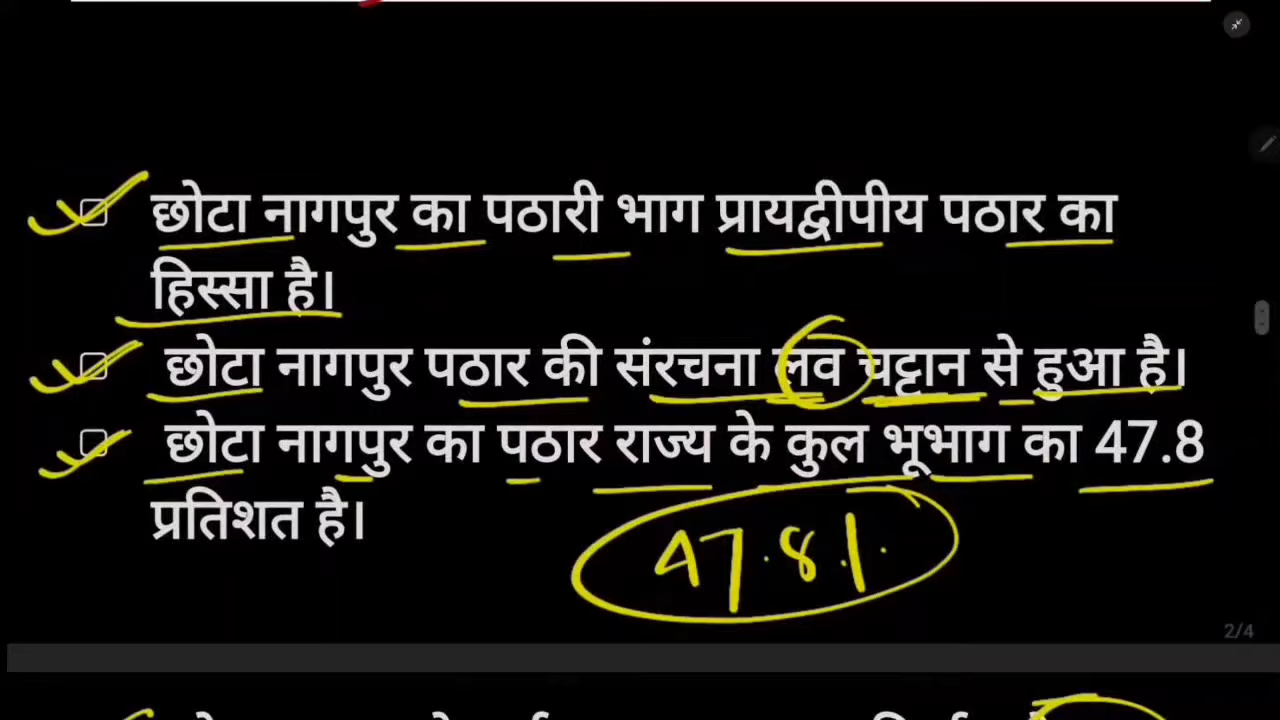 छोटा नागपुर का पठारी भाग प्रायद्वीपीय पठार का
हिस्सा है।
छोटा नागपुर पठार की संरचना लव चट्टान से हुआ है।
छोटा नागपुर का पठार राज्य के कुल भूभाग का 47.8
प्रतिशत है।
47.8%
2/4